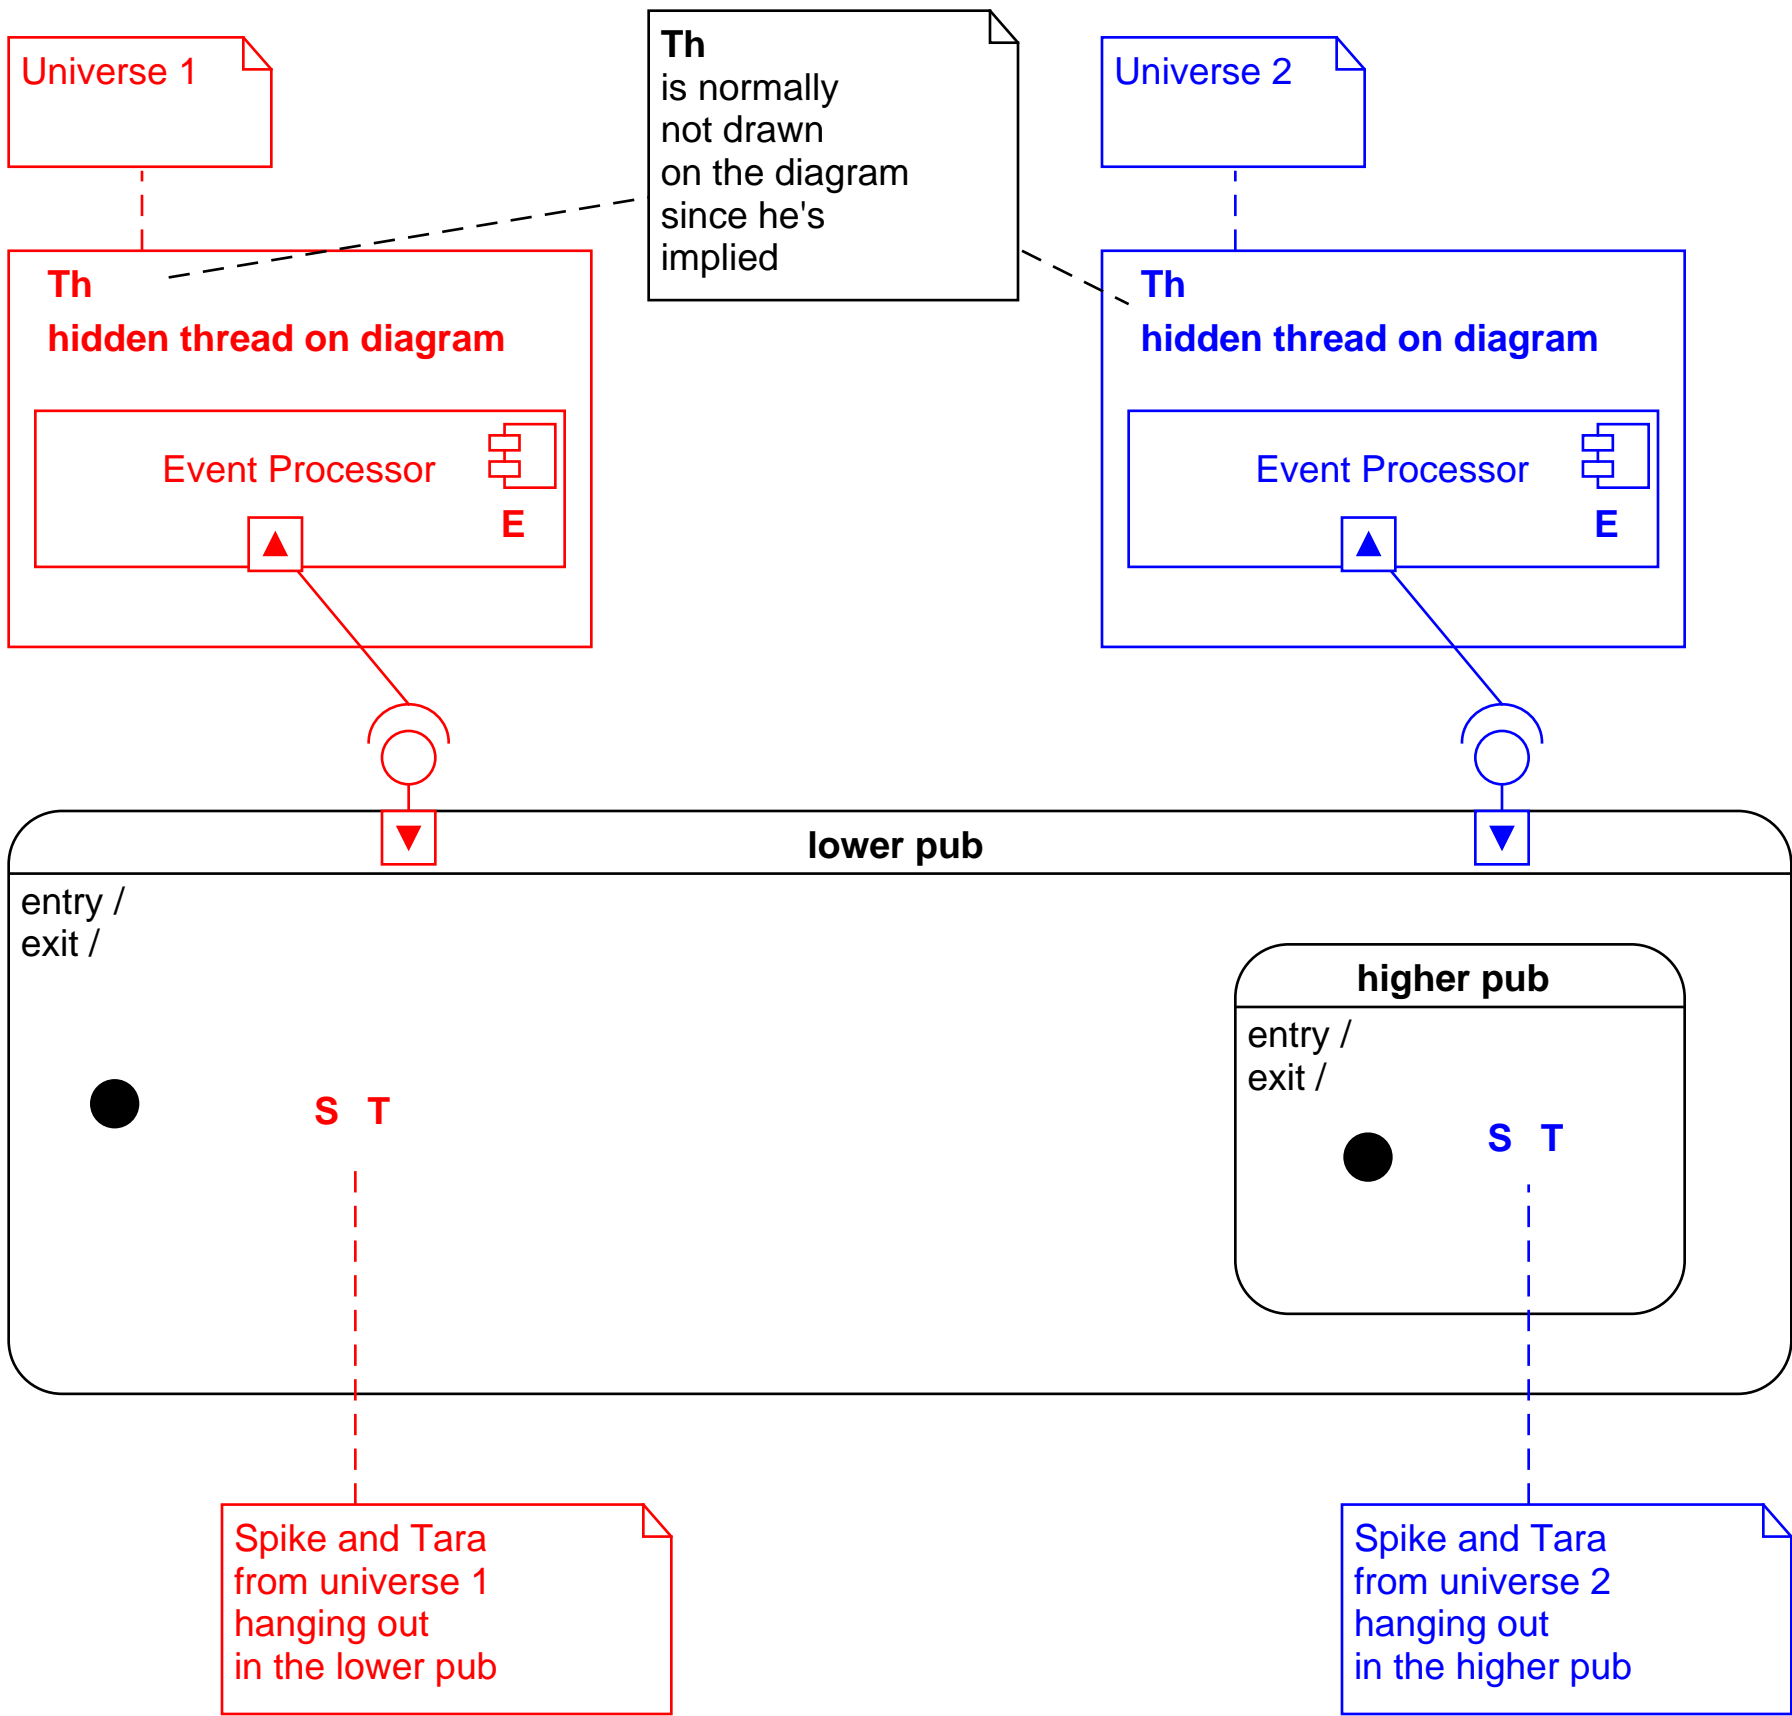 Universe 1
Th
is normally
not drawn
on the diagram
since he's
implied
Universe 2
Th
hidden thread on diagram
Event Processor
E
Th
hidden thread on diagram
Event Processor
E
lower pub
entry /
exit /
S T
higher pub
entry /
exit /
S T
Spike and Tara
from universe 1
hanging out
in the lower pub
Spike and Tara
from universe 2
hanging out
in the higher pub